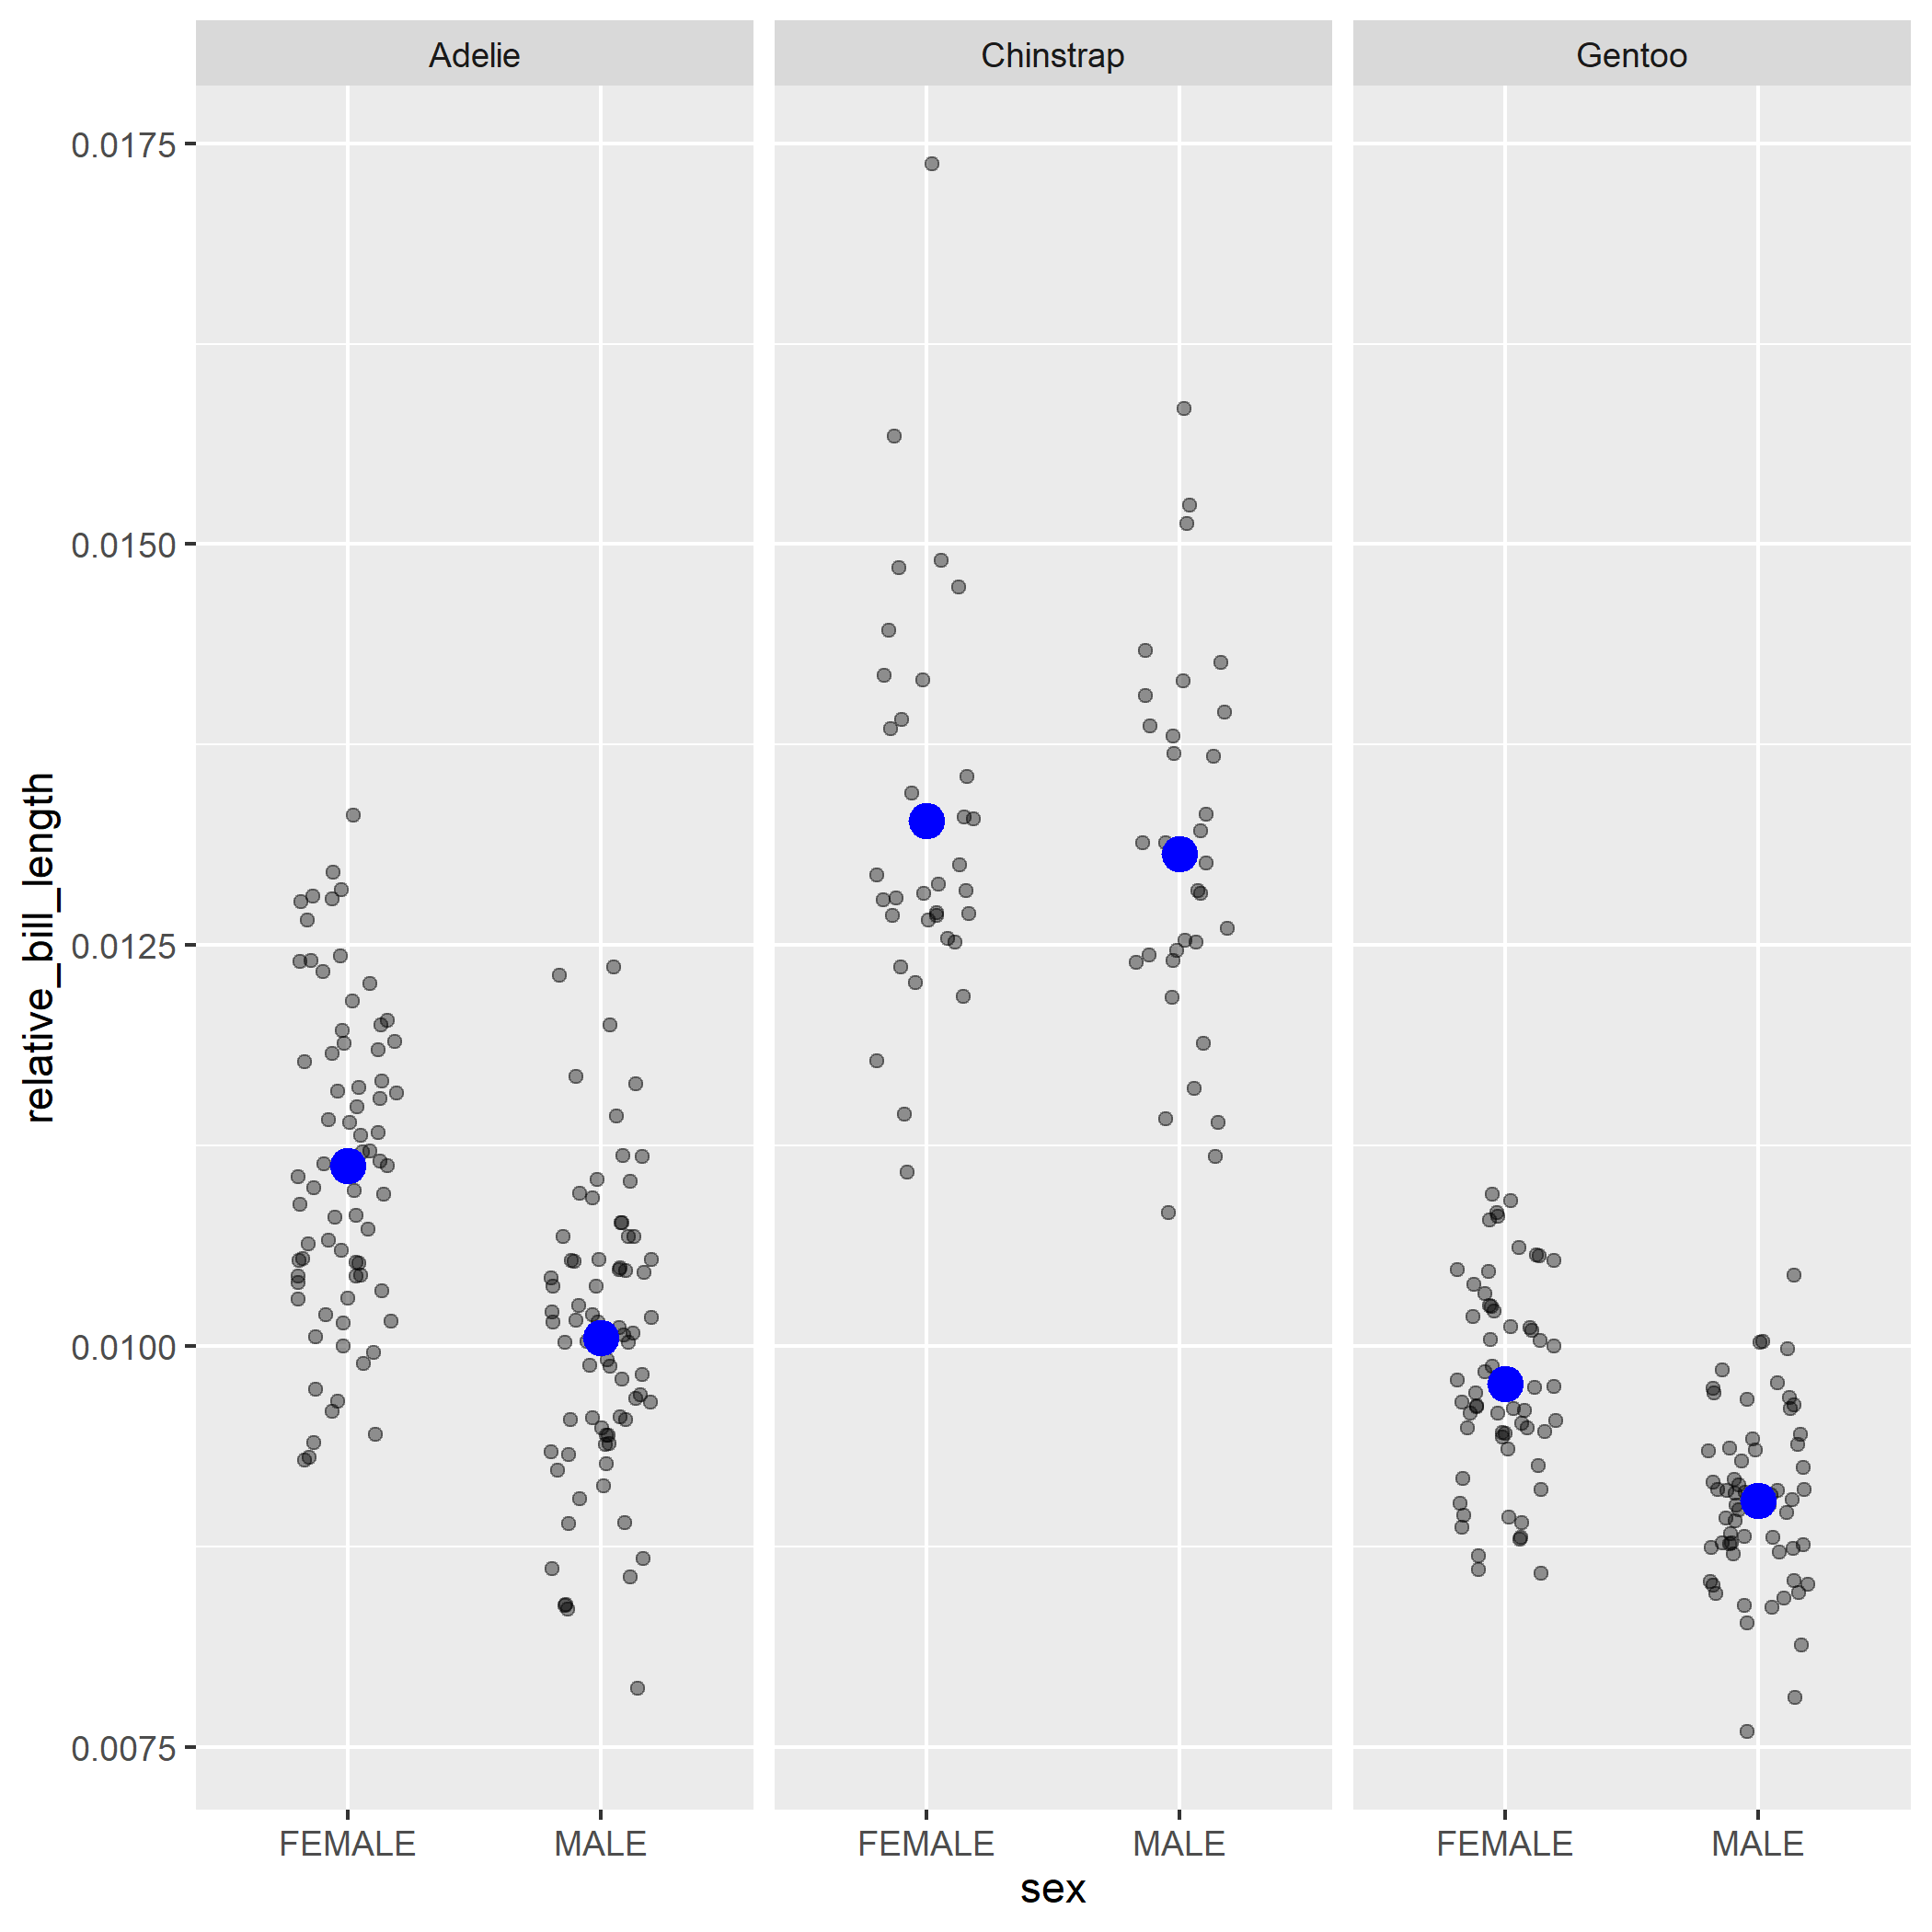 Adelie Chinstrap Gentoo
0.0175
0.0150
0.0125
0.0100
0.0075
relative_bill_length
FEMALE MALE FEMALE MALE FEMALE MALE
sex